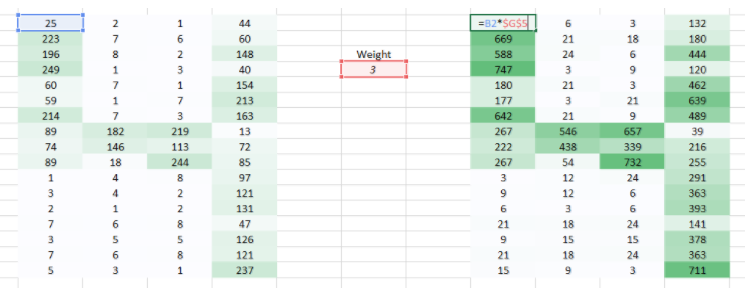 25 2 1 44 =B2*$G$5 6 3 132
223 7 6 60 669 21 18 180
196 8 2 148 Weight 588 24 6 444
249 1 3 40 3 747 3 9 120
60 7 1 154 180 21 3 462
59 1 7 213 177 3 21 639
214 7 3 163 642 21 9 489
89 182 219 13 267 546 657 39
74 146 113 72 222 438 339 216
89 18 244 85 267 54 732 255
1 4 8 97 3 12 24 291
3 4 2 121 9 12 6 363
2 1 2 131 6 3 6 393
7 6 8 47 21 18 24 141
3 5 5 126 9 15 15 378
7 6 8 121 21 18 24 363
5 3 1 237 15 9 3 711